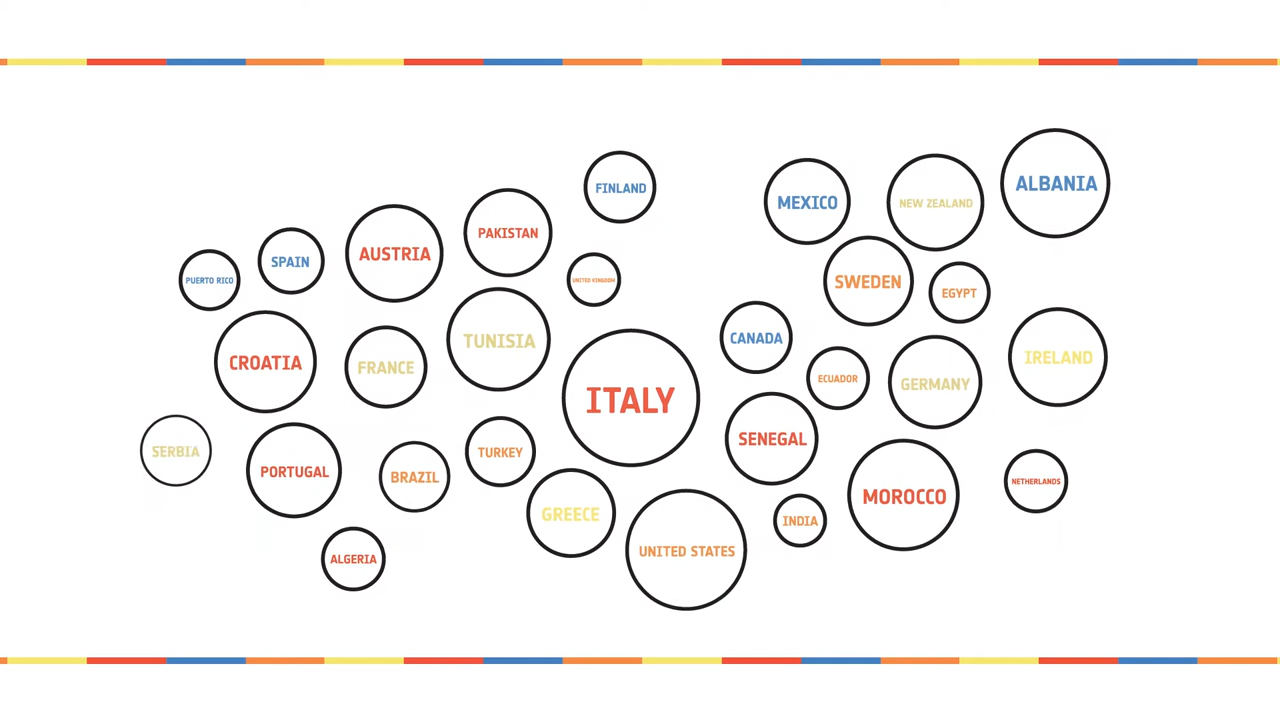 FINLAND
MEXICO
NEW ZEALAND
ALBANIA
PUERTO RICO
SPAIN
AUSTRIA
PAKISTAN
UNITED KINGDOM
SWEDEN
EGYPT
CROATIA
FRANCE
TUNISIA
ITALY
CANADA
ECUADOR
GERMANY
IRELAND
SERBIA
PORTUGAL
BRAZIL
TURKEY
GREECE
SENEGAL
MOROCCO
NETHERLANDS
ALGERIA
UNITED STATES
INDIA